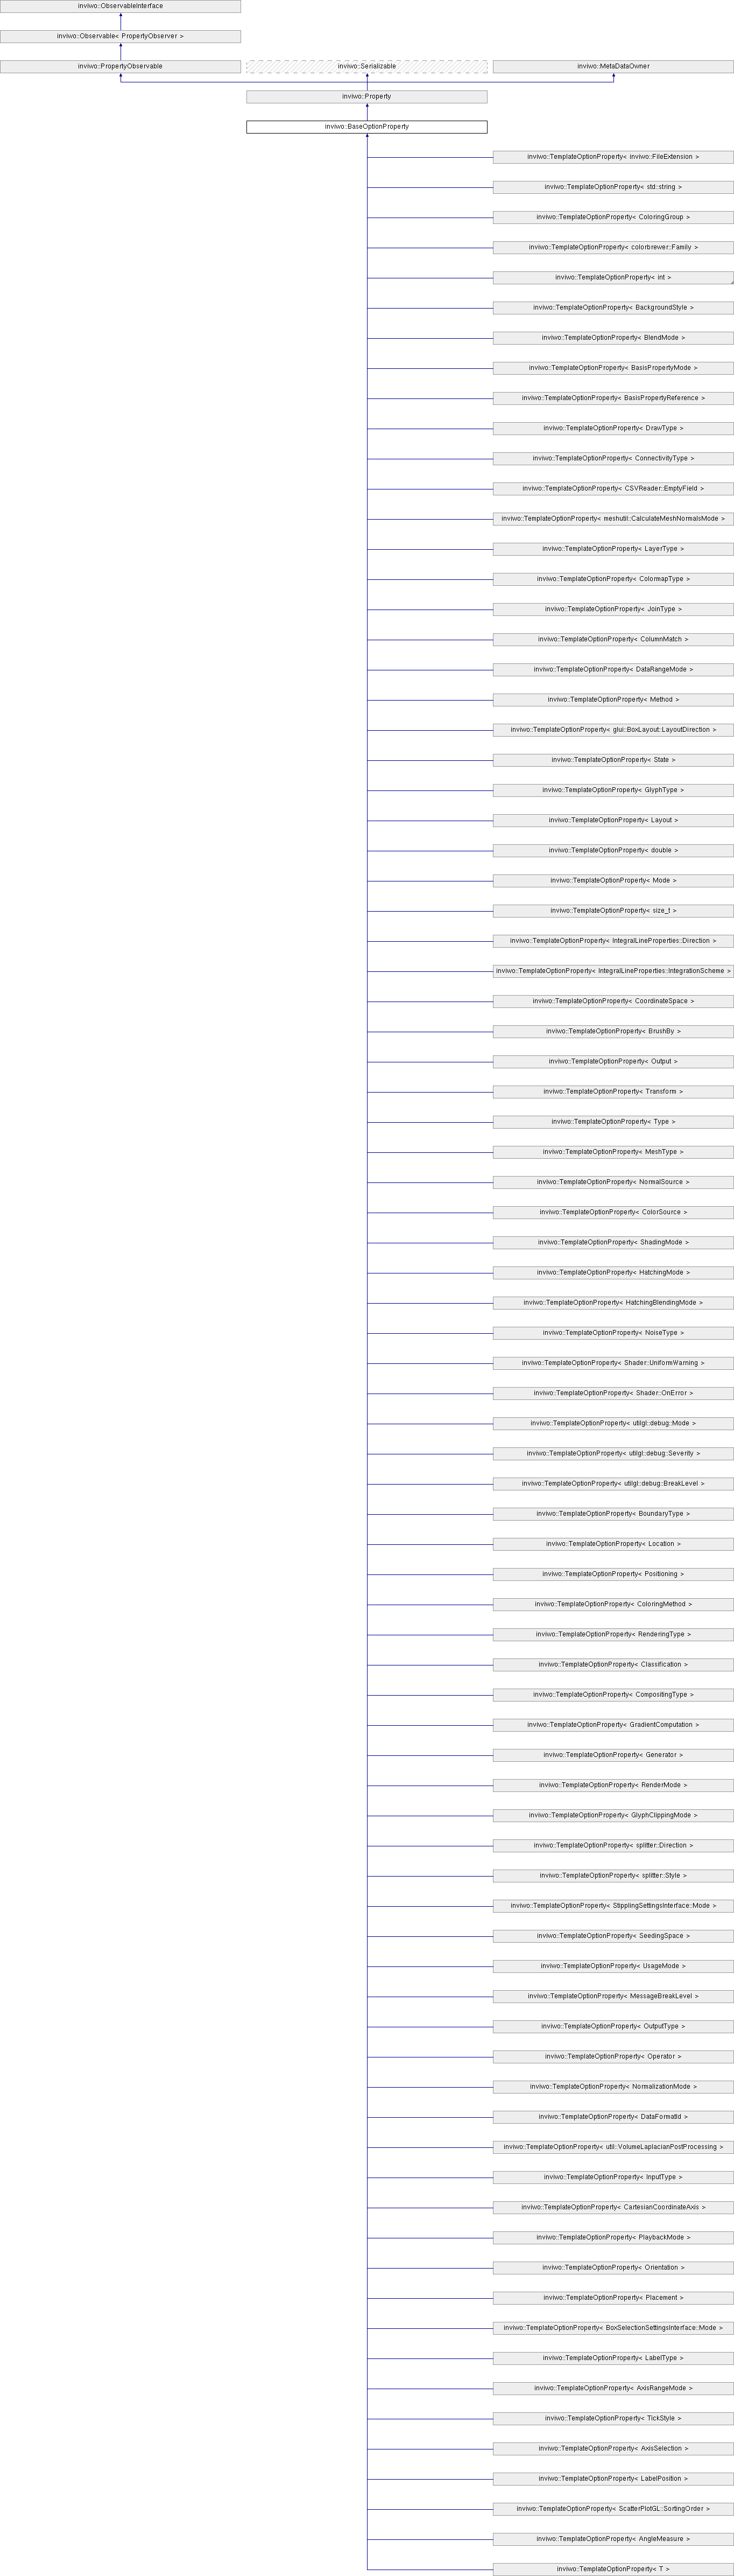 inviwo::ObservableInterface
inviwo::Observable< PropertyObserver >
inviwo::PropertyObservable
inviwo::Serializable
inviwo::MetaDataOwner
inviwo::Property
inviwo::BaseOptionProperty
inviwo::TemplateOptionProperty< inviwo::FileExtension >
inviwo::TemplateOptionProperty< std::string >
inviwo::TemplateOptionProperty< ColoringGroup >
inviwo::TemplateOptionProperty< colorbrewer::Family >
inviwo::TemplateOptionProperty< int >
inviwo::TemplateOptionProperty< BackgroundStyle >
inviwo::TemplateOptionProperty< BlendMode >
inviwo::TemplateOptionProperty< BasisPropertyMode >
inviwo::TemplateOptionProperty< BasisPropertyReference >
inviwo::TemplateOptionProperty< DrawType >
inviwo::TemplateOptionProperty< ConnectivityType >
inviwo::TemplateOptionProperty< CSVReader::EmptyField >
inviwo::TemplateOptionProperty< meshutil::CalculateMeshNormalsMode >
inviwo::TemplateOptionProperty< LayerType >
inviwo::TemplateOptionProperty< ColormapType >
inviwo::TemplateOptionProperty< JoinType >
inviwo::TemplateOptionProperty< ColumnMatch >
inviwo::TemplateOptionProperty< DataRangeMode >
inviwo::TemplateOptionProperty< Method >
inviwo::TemplateOptionProperty< glui::BoxLayout::LayoutDirection >
inviwo::TemplateOptionProperty< State >
inviwo::TemplateOptionProperty< GlyphType >
inviwo::TemplateOptionProperty< Layout >
inviwo::TemplateOptionProperty< double >
inviwo::TemplateOptionProperty< Mode >
inviwo::TemplateOptionProperty< size_t >
inviwo::TemplateOptionProperty< IntegralLineProperties::Direction >
inviwo::TemplateOptionProperty< IntegralLineProperties::IntegrationScheme >
inviwo::TemplateOptionProperty< CoordinateSpace >
inviwo::TemplateOptionProperty< BrushBy >
inviwo::TemplateOptionProperty< Output >
inviwo::TemplateOptionProperty< Transform >
inviwo::TemplateOptionProperty< Type >
inviwo::TemplateOptionProperty< MeshType >
inviwo::TemplateOptionProperty< NormalSource >
inviwo::TemplateOptionProperty< ColorSource >
inviwo::TemplateOptionProperty< ShadingMode >
inviwo::TemplateOptionProperty< HatchingMode >
inviwo::TemplateOptionProperty< HatchingBlendingMode >
inviwo::TemplateOptionProperty< NoiseType >
inviwo::TemplateOptionProperty< Shader::UniformWarning >
inviwo::TemplateOptionProperty< Shader::OnError >
inviwo::TemplateOptionProperty< utilgl::debug::Mode >
inviwo::TemplateOptionProperty< utilgl::debug::Severity >
inviwo::TemplateOptionProperty< utilgl::debug::BreakLevel >
inviwo::TemplateOptionProperty< BoundaryType >
inviwo::TemplateOptionProperty< Location >
inviwo::TemplateOptionProperty< Positioning >
inviwo::TemplateOptionProperty< ColoringMethod >
inviwo::TemplateOptionProperty< RenderingType >
inviwo::TemplateOptionProperty< Classification >
inviwo::TemplateOptionProperty< CompositingType >
inviwo::TemplateOptionProperty< GradientComputation >
inviwo::TemplateOptionProperty< Generator >
inviwo::TemplateOptionProperty< RenderMode >
inviwo::TemplateOptionProperty< GlyphClippingMode >
inviwo::TemplateOptionProperty< splitter::Direction >
inviwo::TemplateOptionProperty< splitter::Style >
inviwo::TemplateOptionProperty< StipplingSettingsInterface::Mode >
inviwo::TemplateOptionProperty< SeedingSpace >
inviwo::TemplateOptionProperty< UsageMode >
inviwo::TemplateOptionProperty< MessageBreakLevel >
inviwo::TemplateOptionProperty< OutputType >
inviwo::TemplateOptionProperty< Operator >
inviwo::TemplateOptionProperty< NormalizationMode >
inviwo::TemplateOptionProperty< DataFormatId >
inviwo::TemplateOptionProperty< util::VolumeLaplacianPostProcessing >
inviwo::TemplateOptionProperty< InputType >
inviwo::TemplateOptionProperty< CartesianCoordinateAxis >
inviwo::TemplateOptionProperty< PlaybackMode >
inviwo::TemplateOptionProperty< Orientation >
inviwo::TemplateOptionProperty< Placement >
inviwo::TemplateOptionProperty< BoxSelectionSettingsInterface::Mode >
inviwo::TemplateOptionProperty< LabelType >
inviwo::TemplateOptionProperty< AxisRangeMode >
inviwo::TemplateOptionProperty< TickStyle >
inviwo::TemplateOptionProperty< AxisSelection >
inviwo::TemplateOptionProperty< LabelPosition >
inviwo::TemplateOptionProperty< ScatterPlotGL::SortingOrder >
inviwo::TemplateOptionProperty< AngleMeasure >
inviwo::TemplateOptionProperty< T >